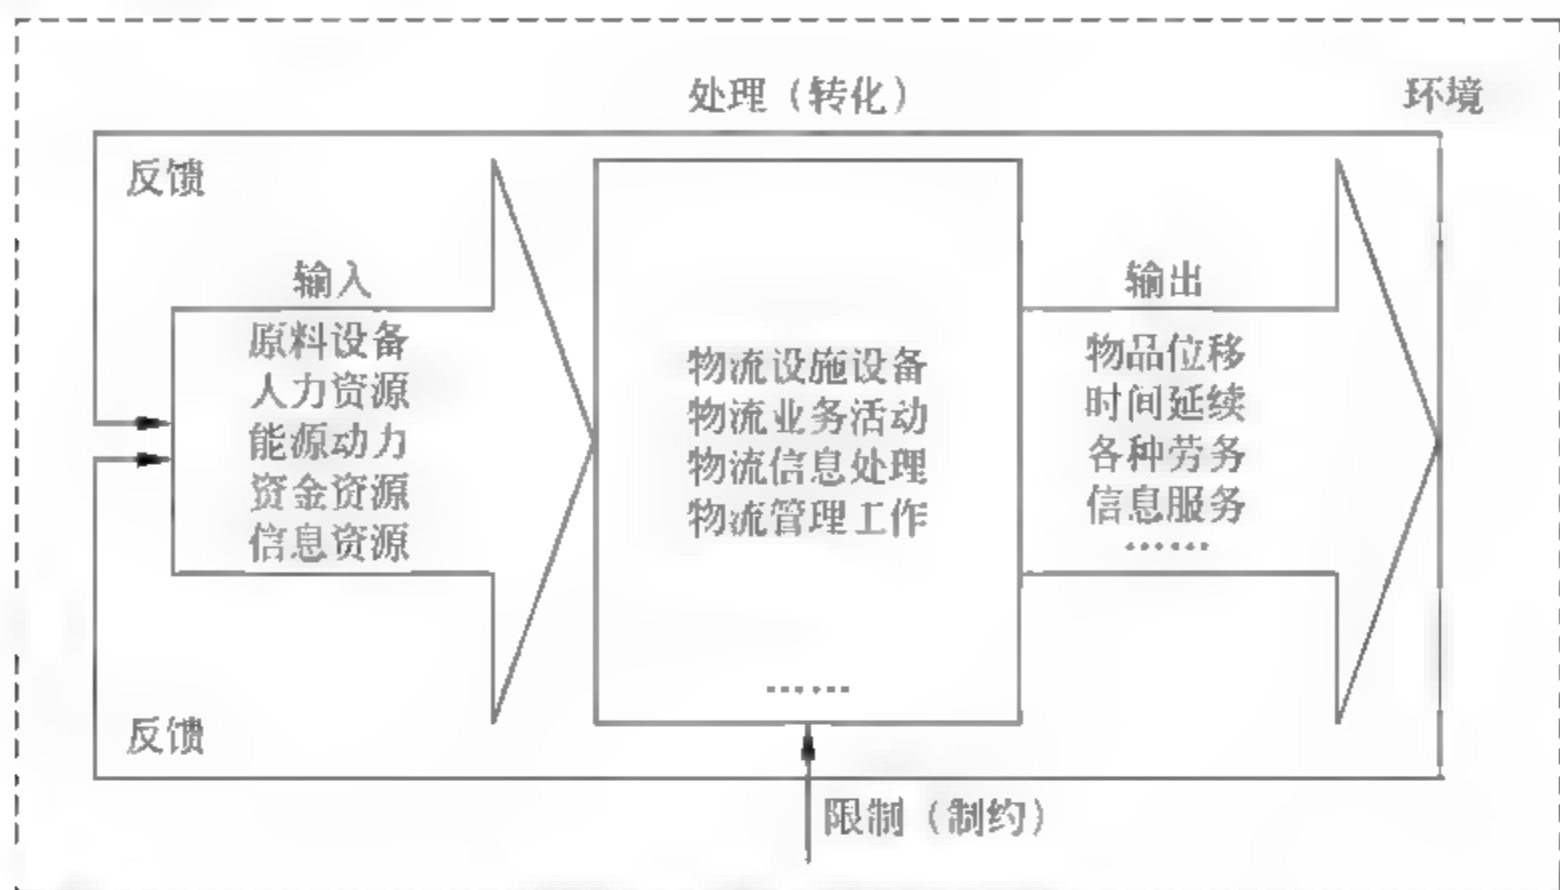 处理（转化）
环境
反馈
输入
原料设备
人力资源
能源动力
资金资源
信息资源
物流设施设备
物流业务活动
物流信息处理
物流管理工作
……
输出
物品位移
时间延续
各种劳务
信息服务
……
反馈
限制（制约）